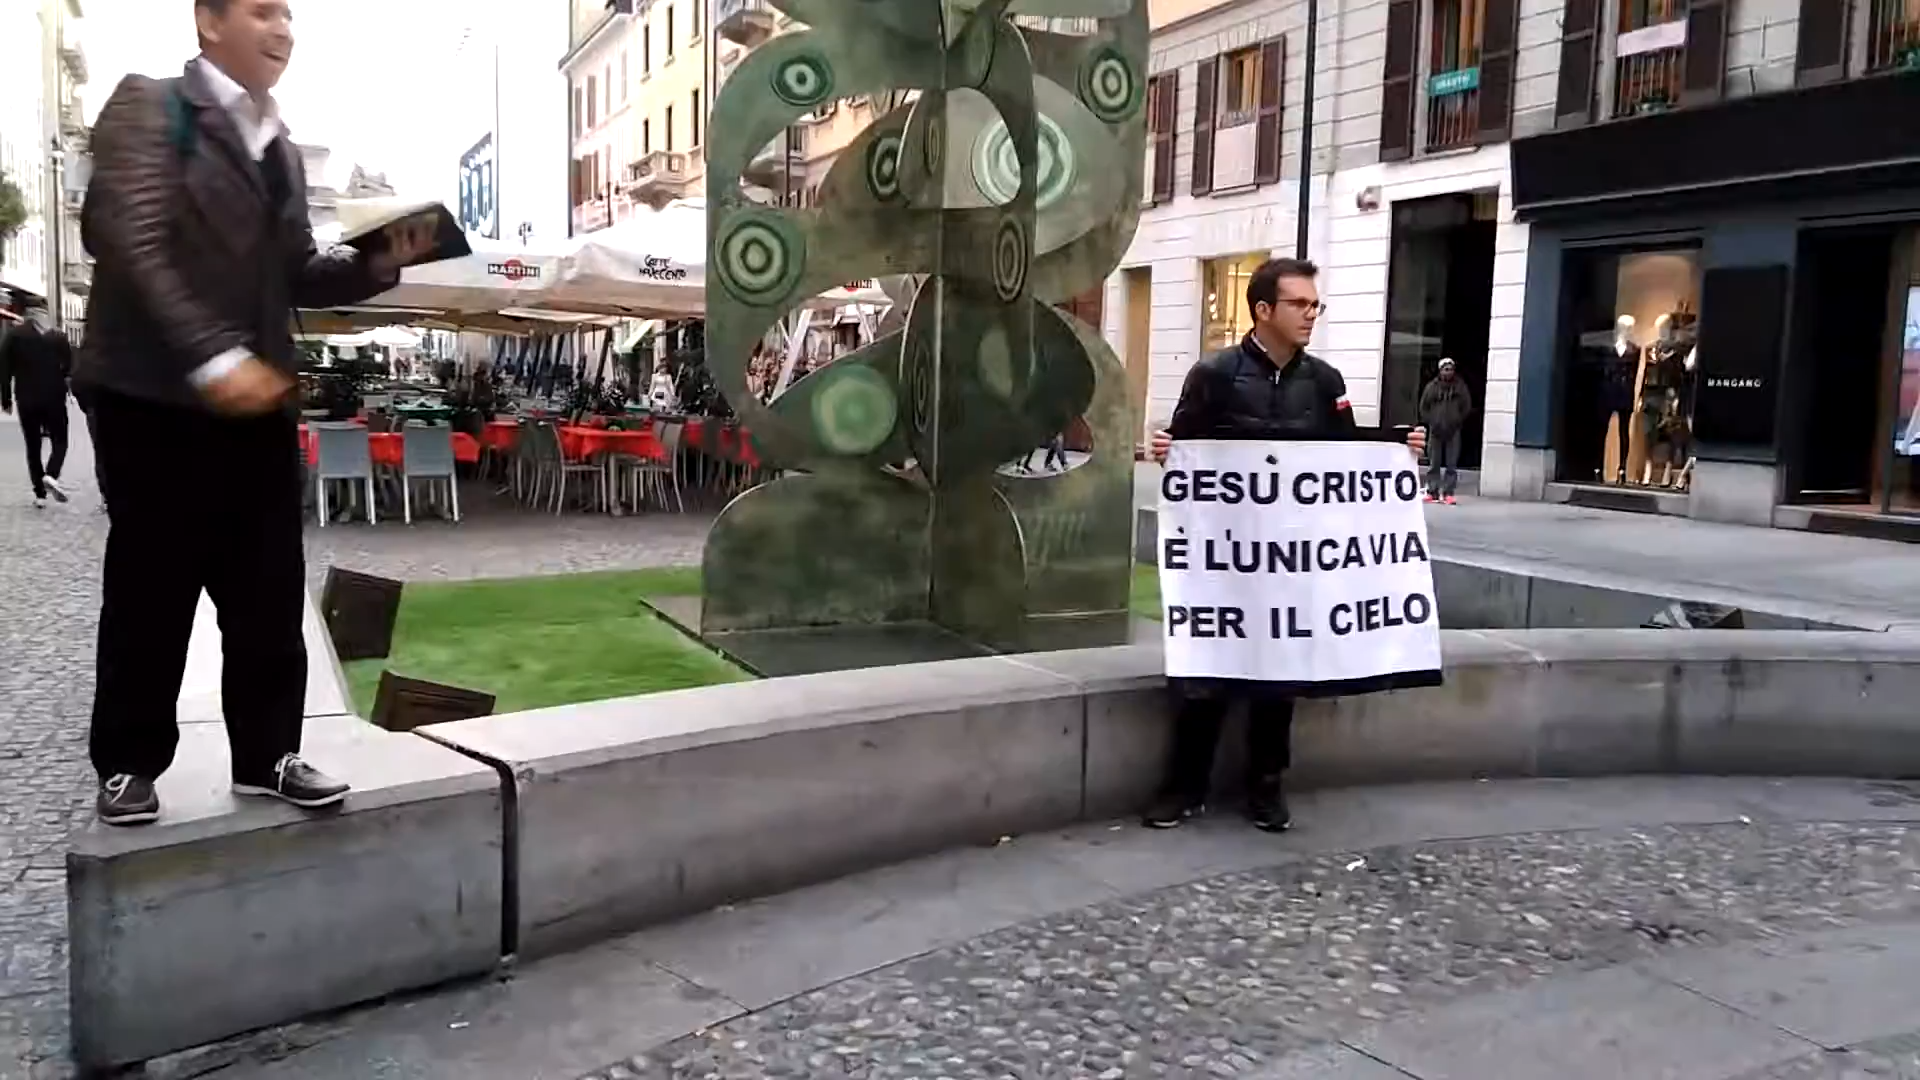 MARTINI
CAFFÈ
NOVECENTO
MANGANO
GESÙ CRISTO
È L'UNICA VIA
PER IL CIELO